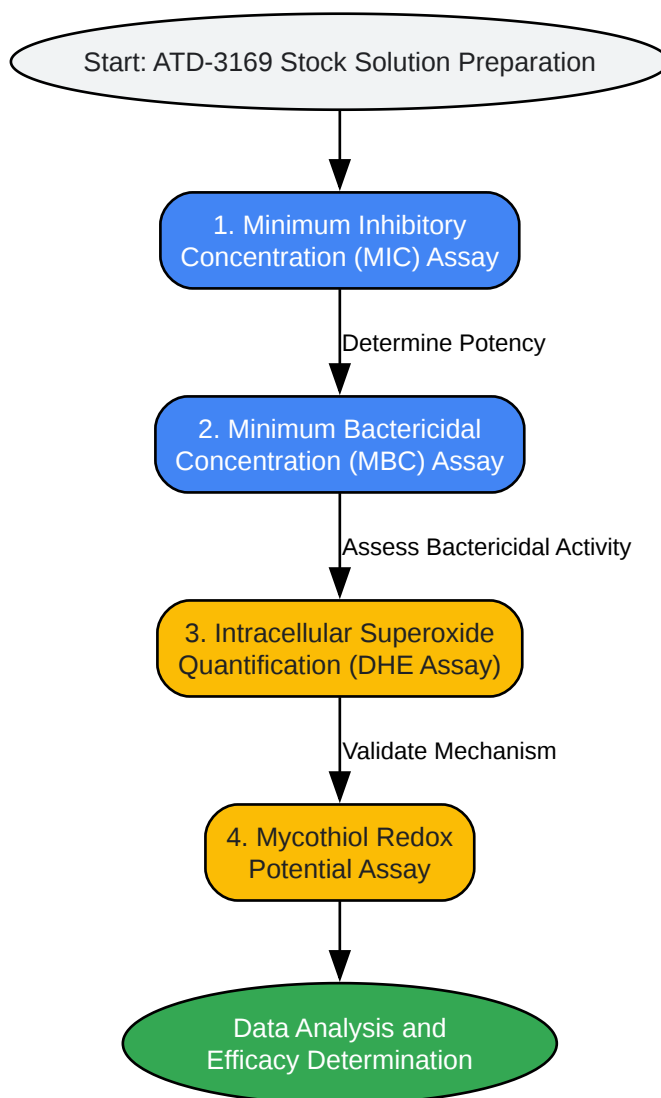 Start: ATD-3169 Stock Solution Preparation
1. Minimum Inhibitory
Concentration (MIC) Assay
Determine Potency
2. Minimum Bactericidal
Concentration (MBC) Assay
Assess Bactericidal Activity
3. Intracellular Superoxide
Quantification (DHE Assay)
Validate Mechanism
4. Mycothiol Redox
Potential Assay
Data Analysis and
Efficacy Determination